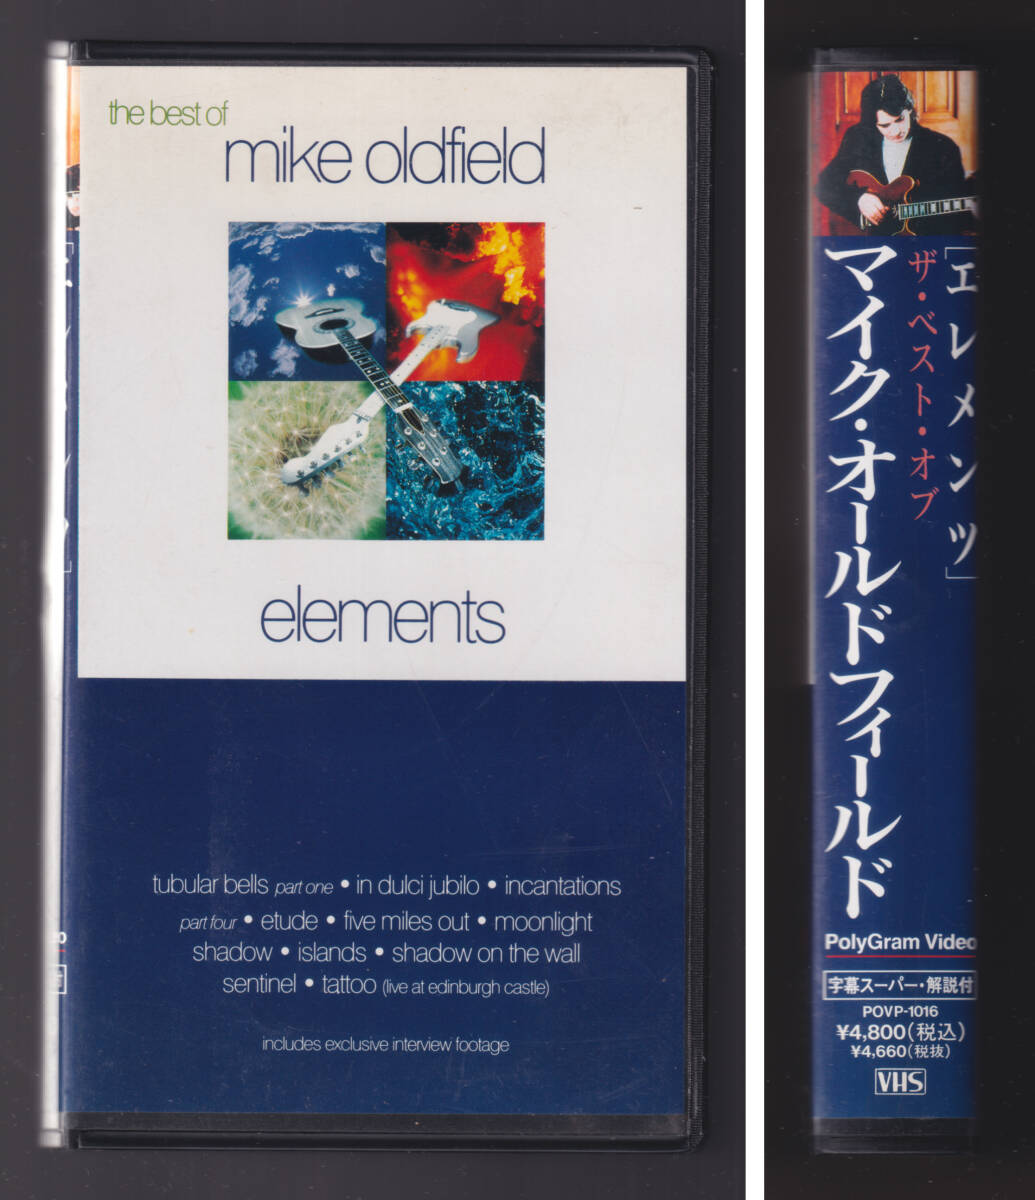 the best of
mike oldfield
elements
tubular bells part one • in dulci jubilo • incantations
part four • etude • five miles out • moonlight
shadow • islands • shadow on the wall
sentinel • tattoo (live at edinburgh castle)
includes exclusive interview footage
[エレメンツ]
ザ・ベスト・オブ
マイク・オールドフィールド
PolyGram Video
字幕スーパー・解説付
POVP-1016
¥4,800(税込)
¥4,660(税抜)
VHS